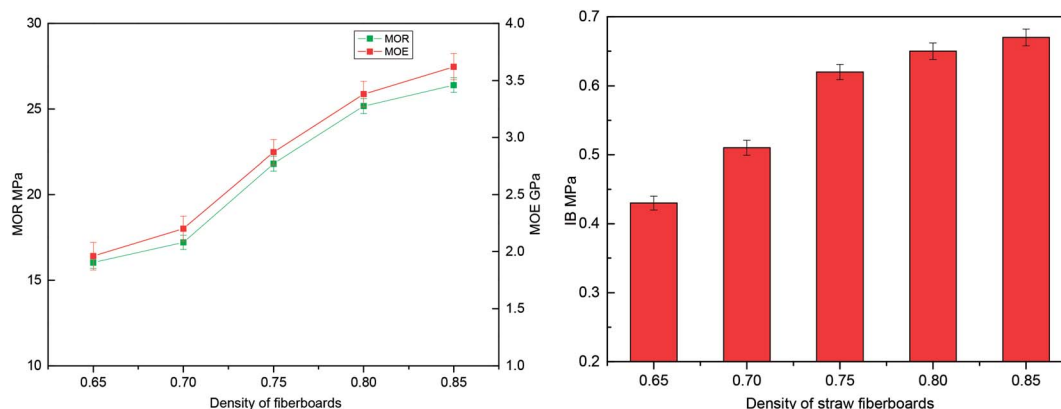 30
25
20
15
10
MOR MPa
MOR
MOE
4.0
3.5
3.0
2.5
2.0
1.5
1.0
MOE GPa
0.65 0.70 0.75 0.80 0.85
Density of fiberboards
0.7
0.6
0.5
0.4
0.3
0.2
IB MPa
0.65 0.70 0.75 0.80 0.85
Density of straw fiberboards